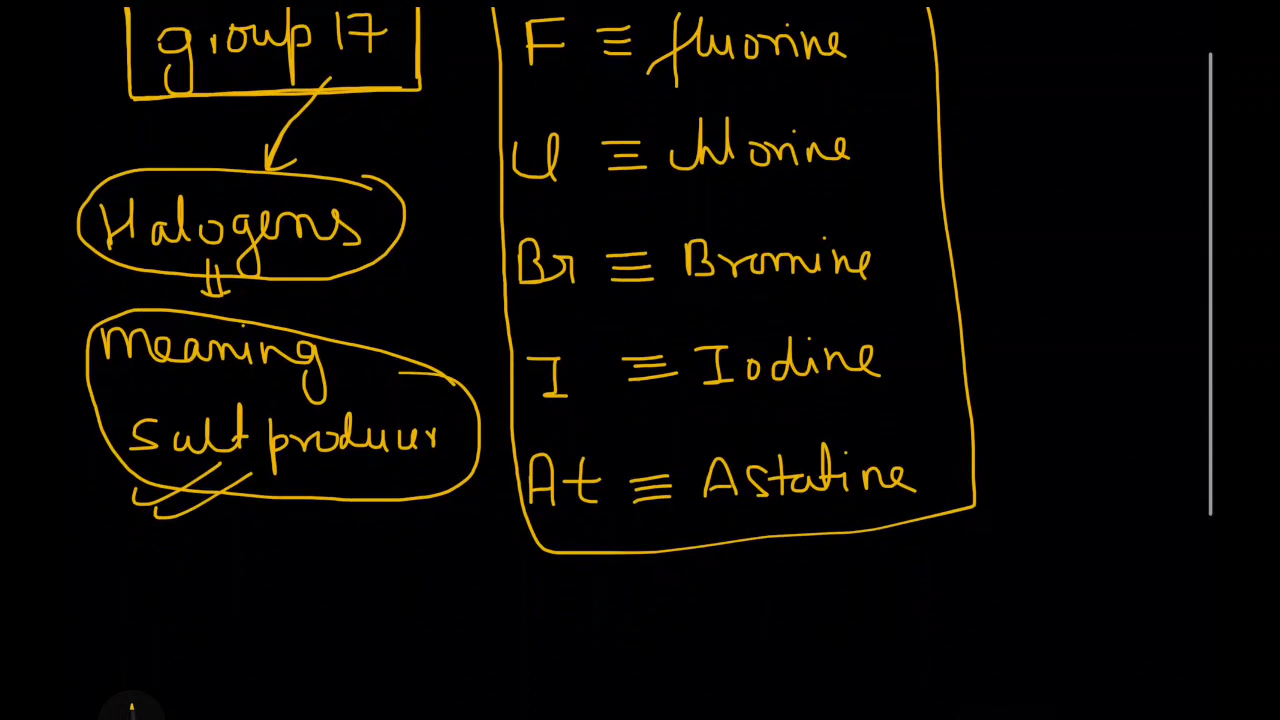 group 17
Halogens
Meaning
Salt producer
F ≡ fluorine
Cl ≡ chlorine
Br ≡ Bromine
I ≡ Iodine
At ≡ Astatine